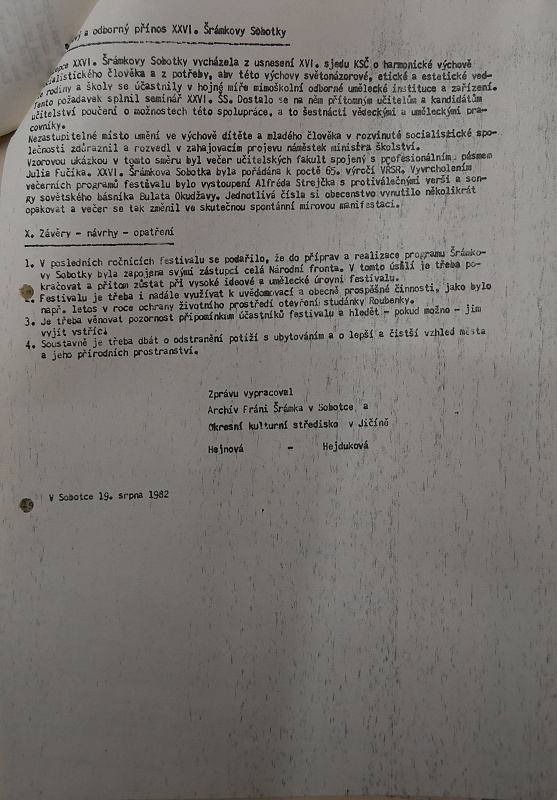 a odborný přínos XXVI. Šrámkovy Sobotky
XXVI. Šrámkovy Sobotky vycházela z usnesení XVI. sjedu KSČ o harmonické výchově
socialistického člověka a z potřeby, aby této výchovy světonázorové, etické a estetické ved-
le rodiny a školy se účastnily v hojné míře mimoškolní odborné umělecké instituce a zařízení.
Tento požadavek splnil seminář XXVI. ŠS. Dostalo se na něm přítomným učitelům a kandidátům
učitelství poučení o možnostech této spolupráce, a to šestnácti vědeckými a uměleckými pra-
covníky.
Nezastupitelné místo umění ve výchově dítěte a mladého člověka v rozvinuté socialistické spo-
lečnosti zdůraznil a rozvedl v zahajovacím projevu náměstek ministra školství.
Vzorovou ukázkou v tomto směru byl večer učitelských fakult spojený s profesionálním pásmem
Julia Fučíka. XXVI. Šrámkova Sobotka byla pořádána k poctě 65. výročí VŘSR. Vyvrcholením
večerních programů festivalu bylo vystoupení Alfréda Strejčka s protiválečnými verši a son-
gy sovětského básníka Bulata Okudžavy. Jednotlivá čísla si obecenstvo vynutilo několikrát
opakovat a večer se tak změnil ve skutečnou spontánní mírovou manifestaci.
X. Závěry - návrhy - opatření
1. V posledních ročnících festivalu se podařilo, že do příprav a realizace programu Šrámko-
vy Sobotky byla zapojena svými zástupci celá Národní fronta. V tomto úsilí je třeba po-
kračovat a přitom zůstat při vysoké ideové a umělecké úrovni festivalu.
Festivalu je třeba i nadále využívat k uvědomovací a obecně prospěšné činnosti, jako bylo
např. letos v roce ochrany životního prostředí otevření studánky Roubenky.
3. Je třeba věnovat pozornost připomínkám účastníků festivalu a hledět - pokud možno - jim
vyjít vstříc.
4. Soustavně je třeba dbát o odstranění potíží s ubytováním a o lepší a čistší vzhled města
a jeho přírodních prostranství.
Zprávu vypracoval
Archiv Fráni Šrámka v Sobotce a
Okresní kulturní středisko v Jičíně
Hejnová - Hejduková
V Sobotce 19. srpna 1982